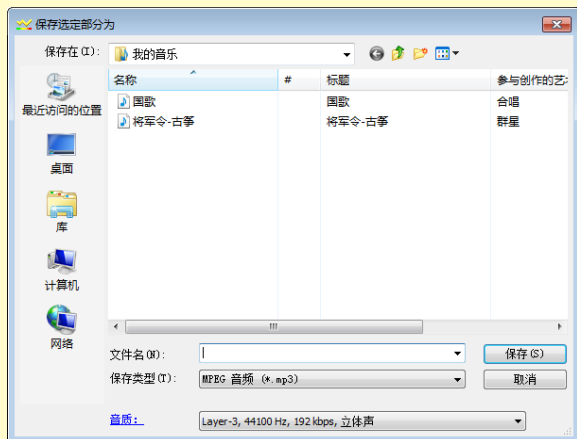 保存选定部分为
保存在(I): 我的音乐
名称 # 标题 参与创作的艺
国歌 国歌 合唱
将军令-古筝 将军令-古筝 群星
最近访问的位置
桌面
库
计算机
网络
文件名(N): 保存(S)
保存类型(T): MPEG 音频 (*.mp3) 取消
音质: Layer-3, 44100 Hz, 192 kbps, 立体声